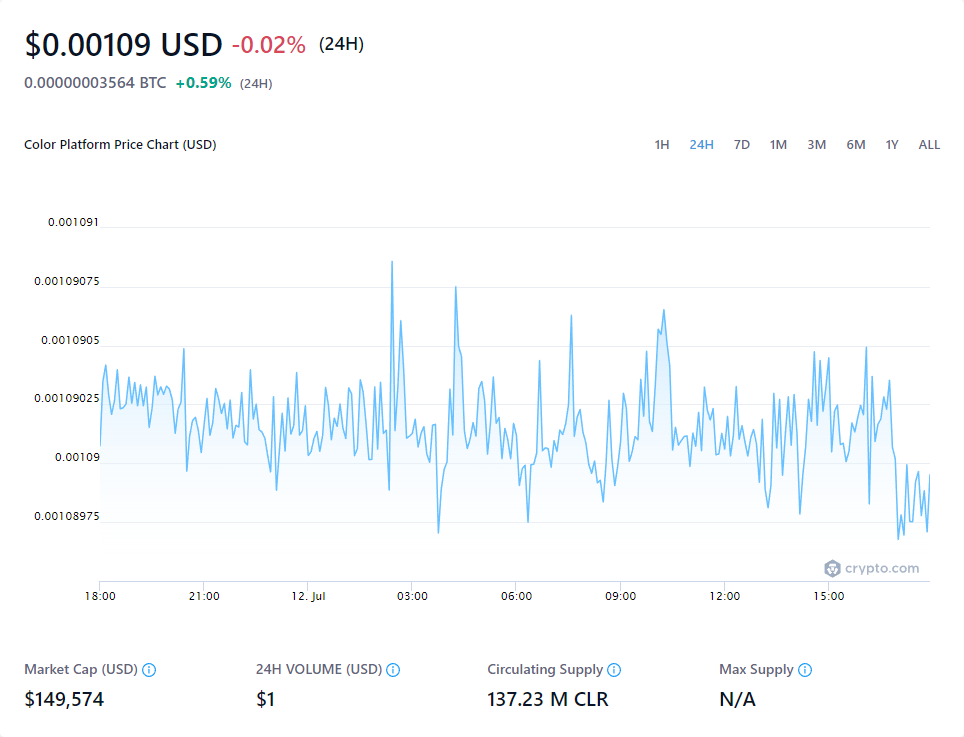 $0.00109 USD -0.02% (24H)
0.00000003564 BTC +0.59% (24H)
Color Platform Price Chart (USD)
1H 24H 7D 1M 3M 6M 1Y ALL
0.001091
0.00109075
0.0010905
0.00109025
0.00109
0.00108975
crypto.com
18:00 21:00 12. Jul 03:00 06:00 09:00 12:00 15:00
Market Cap (USD) 24H VOLUME (USD) Circulating Supply Max Supply
$149,574 $1 137.23 M CLR N/A